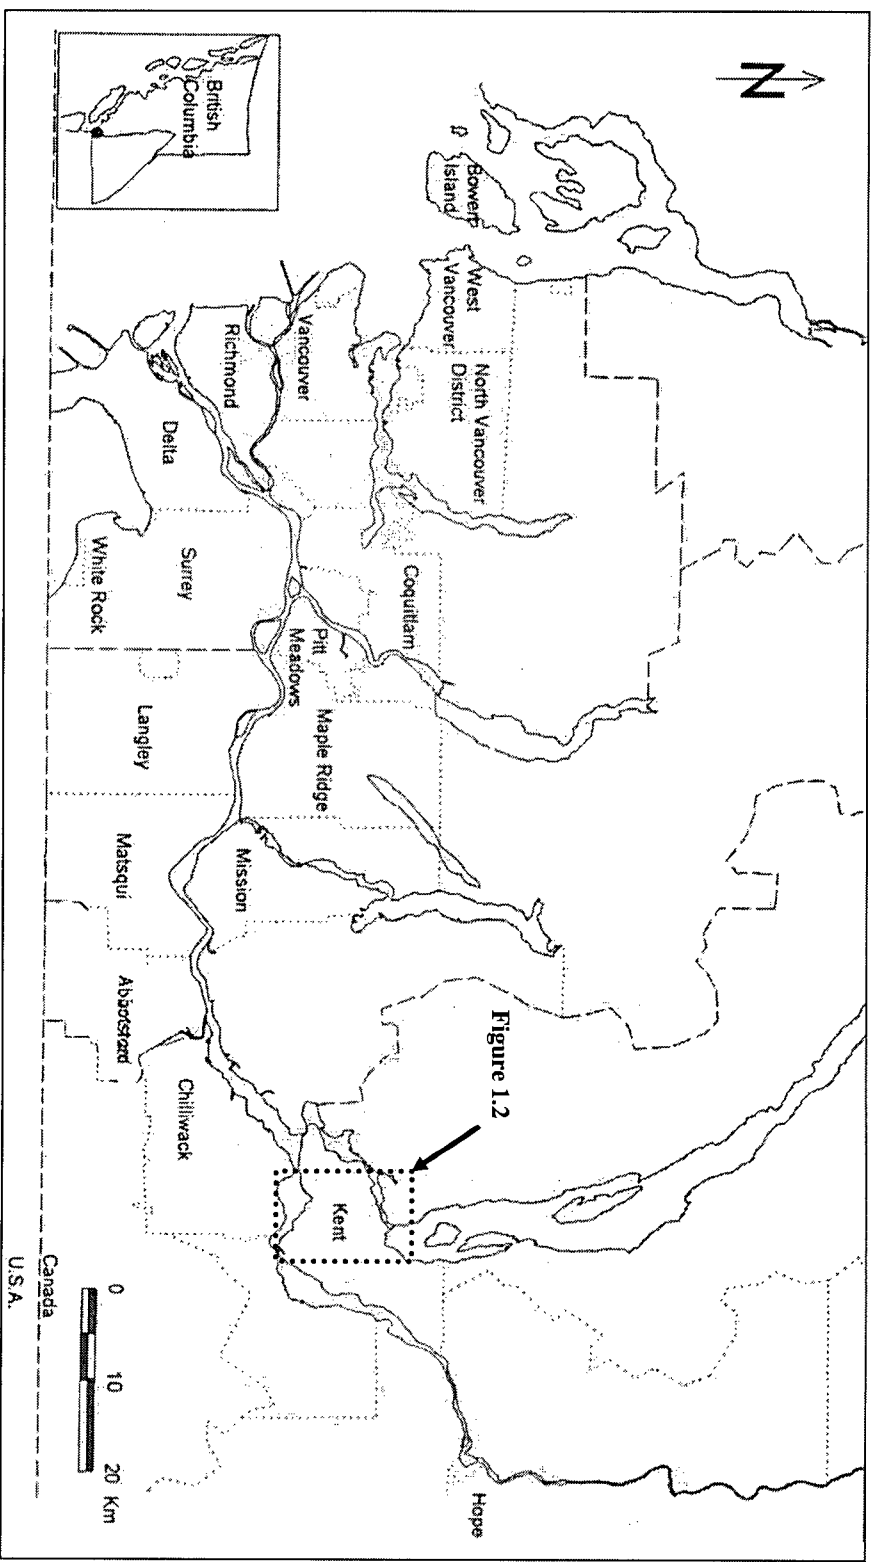 N
British
Columbia
Bowen
Island
West
Vancouver
North Vancouver
District
Vancouver
Richmond
Delta
Surrey
White Rock
Coquitlam
Pitt
Meadows
Maple Ridge
Langley
Mission
Matsqui
Abbotsford
Chilliwack
Figure 1.2
Kent
Hope
Canada
U.S.A.
0 10 20 Km